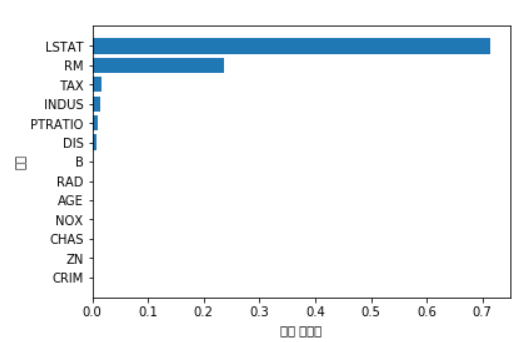 LSTAT
RM
TAX
INDUS
PTRATIO
DIS
B
RAD
AGE
NOX
CHAS
ZN
CRIM
0.0 0.1 0.2 0.3 0.4 0.5 0.6 0.7